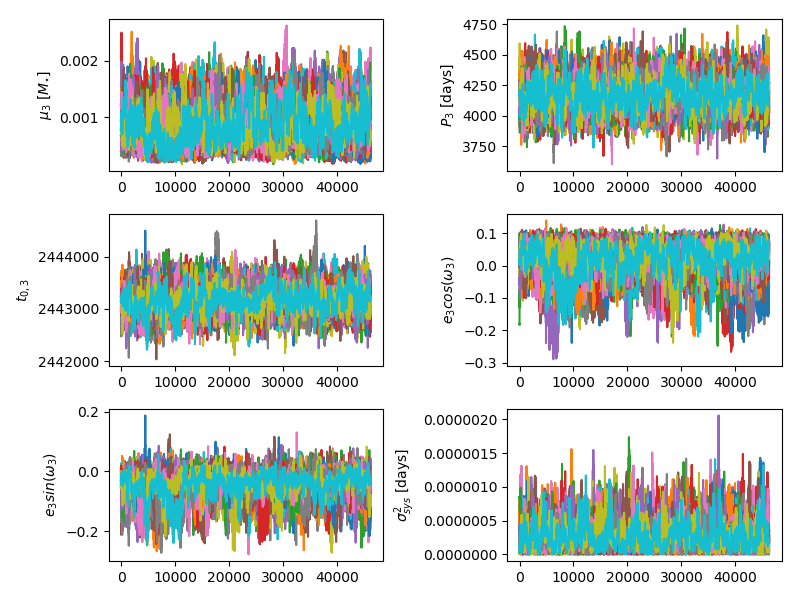 μ₃ [M⋆]
0.002
0.001
0 10000 20000 30000 40000
P₃ [days]
4750
4500
4250
4000
3750
0 10000 20000 30000 40000
t₀,₃
2444000
2443000
2442000
0 10000 20000 30000 40000
e₃cos(ω₃)
0.1
0.0
−0.1
−0.2
−0.3
0 10000 20000 30000 40000
e₃sin(ω₃)
0.2
0.0
−0.2
0 10000 20000 30000 40000
σ²sys [days]
0.0000020
0.0000015
0.0000010
0.0000005
0.0000000
0 10000 20000 30000 40000